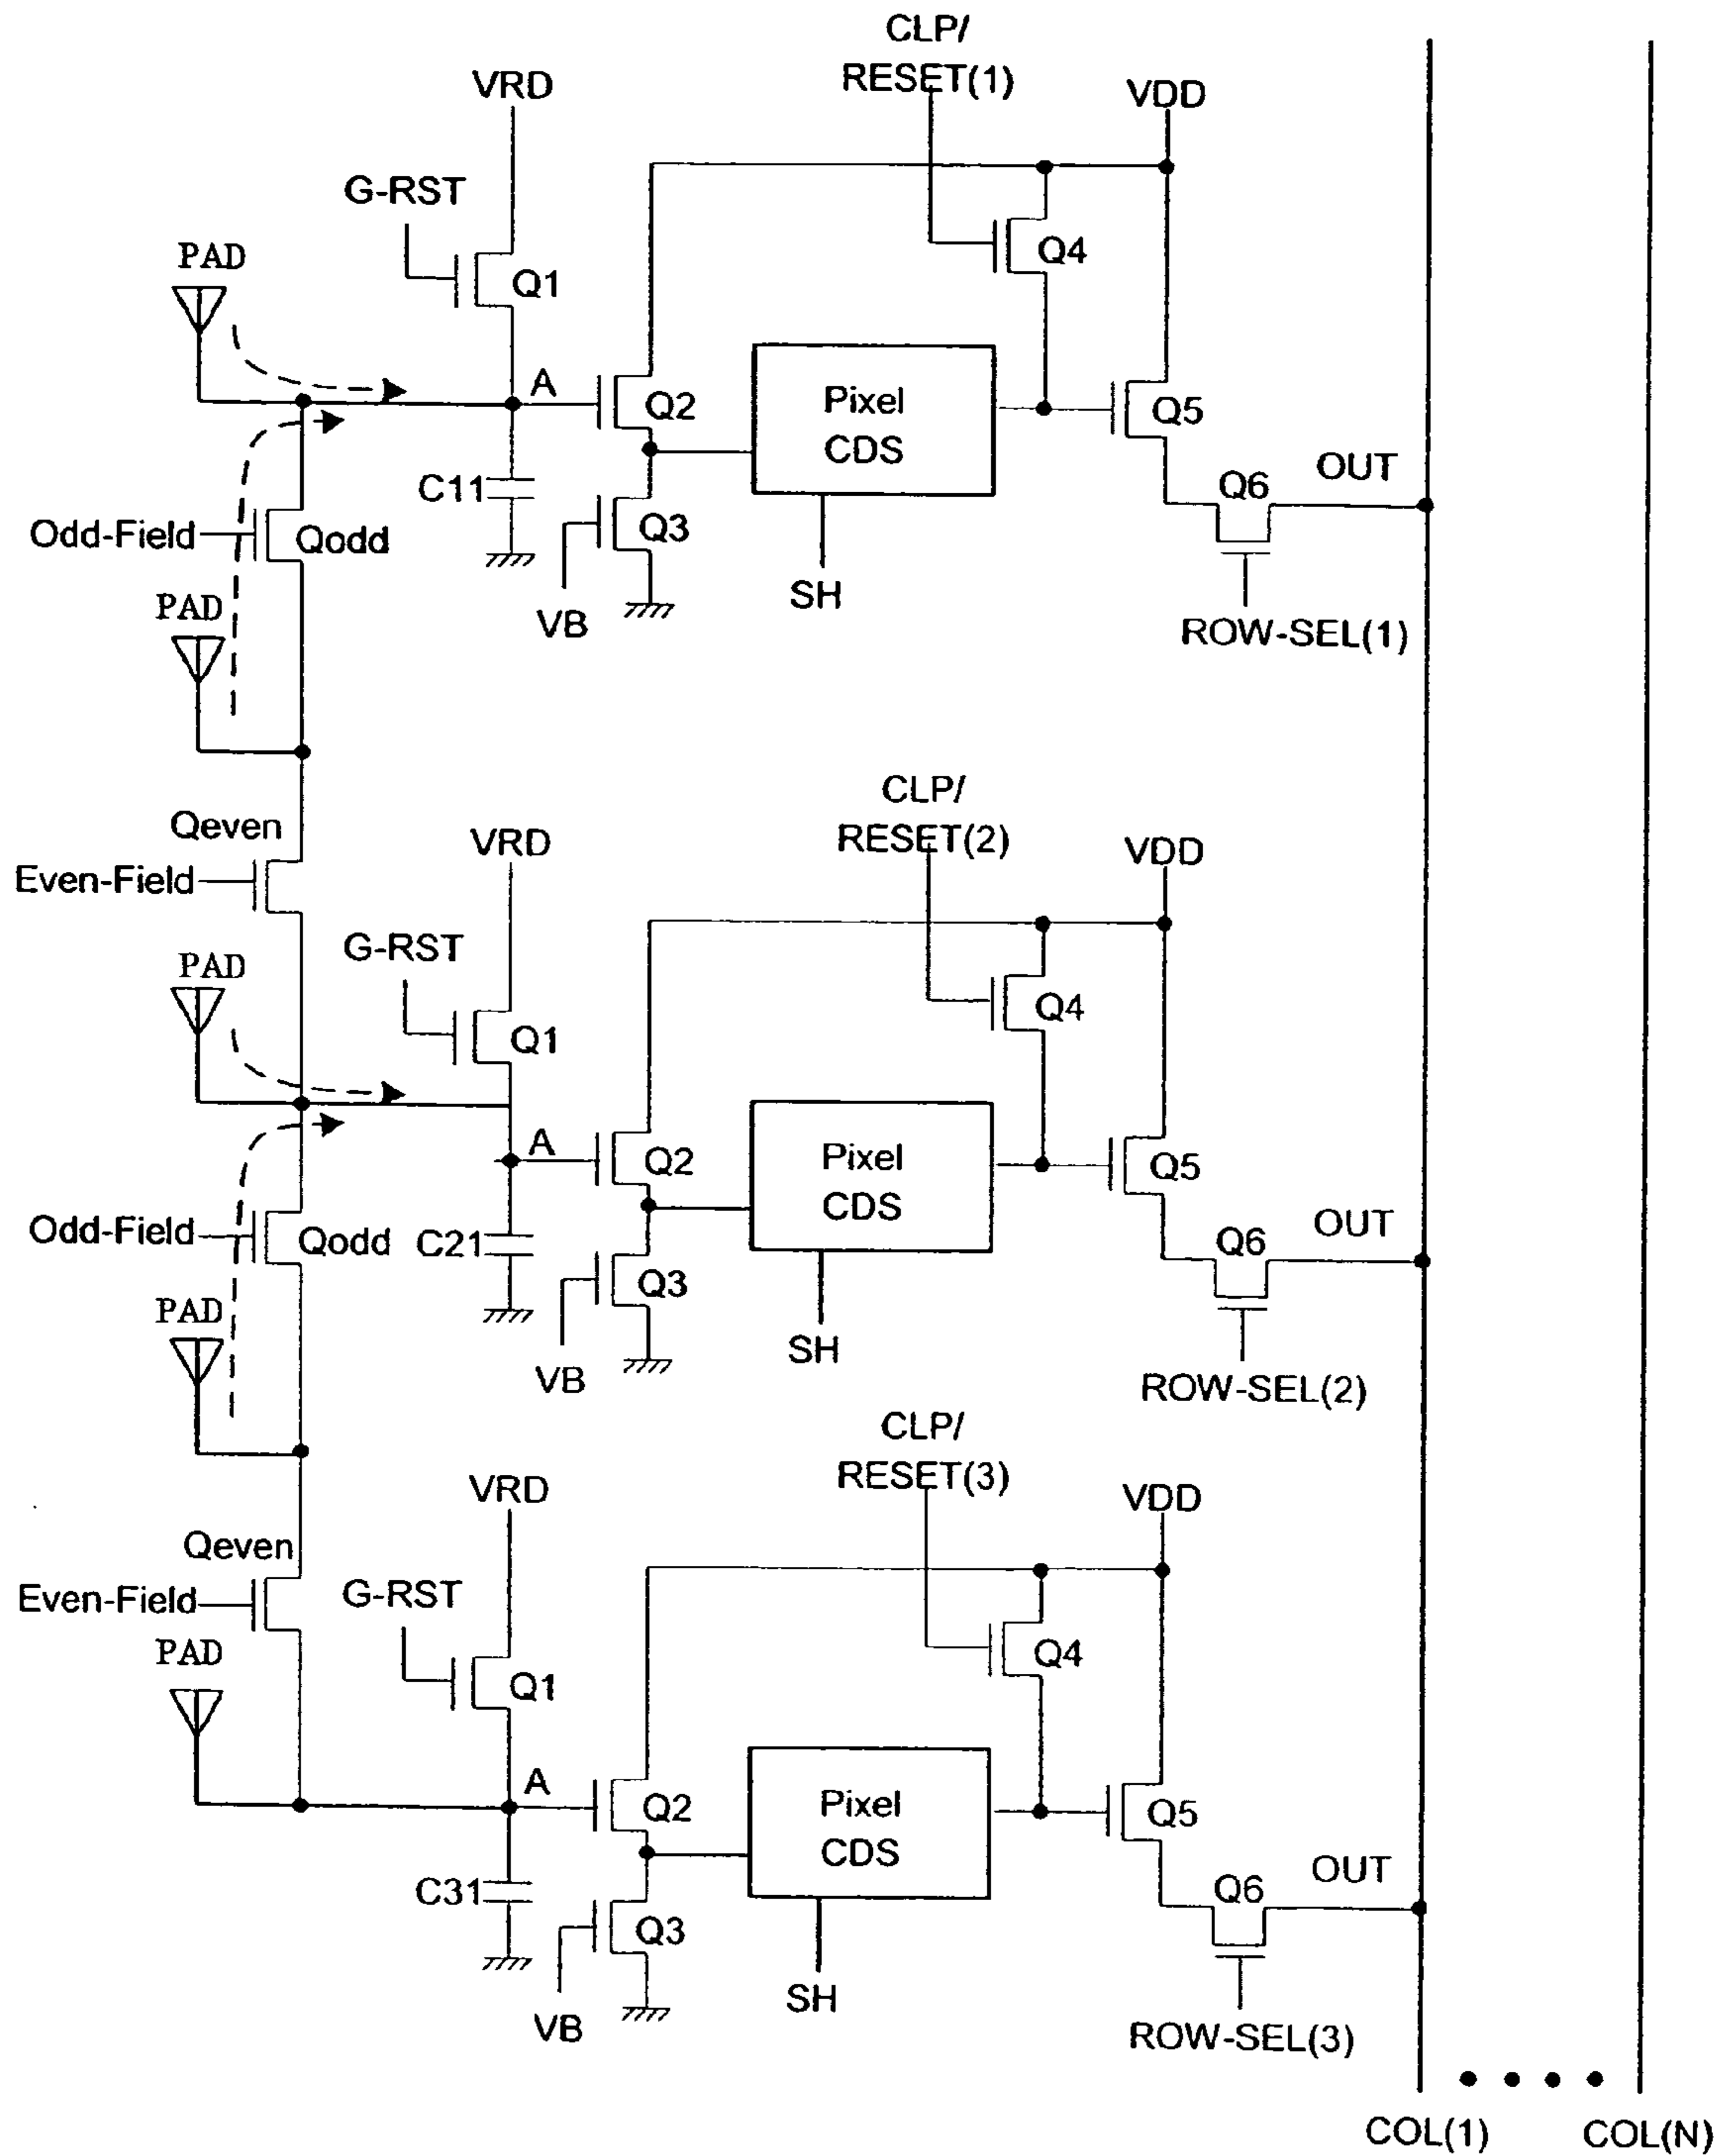 CLP/
RESET(1)
VRD
VDD
G-RST
Q4
PAD
Q1
A
Q2
Pixel
CDS
Q5
C11
OUT
Q6
Odd-Field
Qodd
Q3
SH
PAD
VB
ROW-SEL(1)
CLP/
RESET(2)
Qeven
VRD
VDD
Even-Field
G-RST
PAD
Q4
Q1
A
Q2
Pixel
CDS
Q5
Odd-Field
Qodd
C21
OUT
Q6
Q3
PAD
SH
VB
ROW-SEL(2)
CLP/
RESET(3)
VRD
VDD
Qeven
Even-Field
G-RST
PAD
Q4
Q1
A
Q2
Pixel
CDS
Q5
C31
OUT
Q6
Q3
SH
VB
ROW-SEL(3)
COL(1)
COL(N)